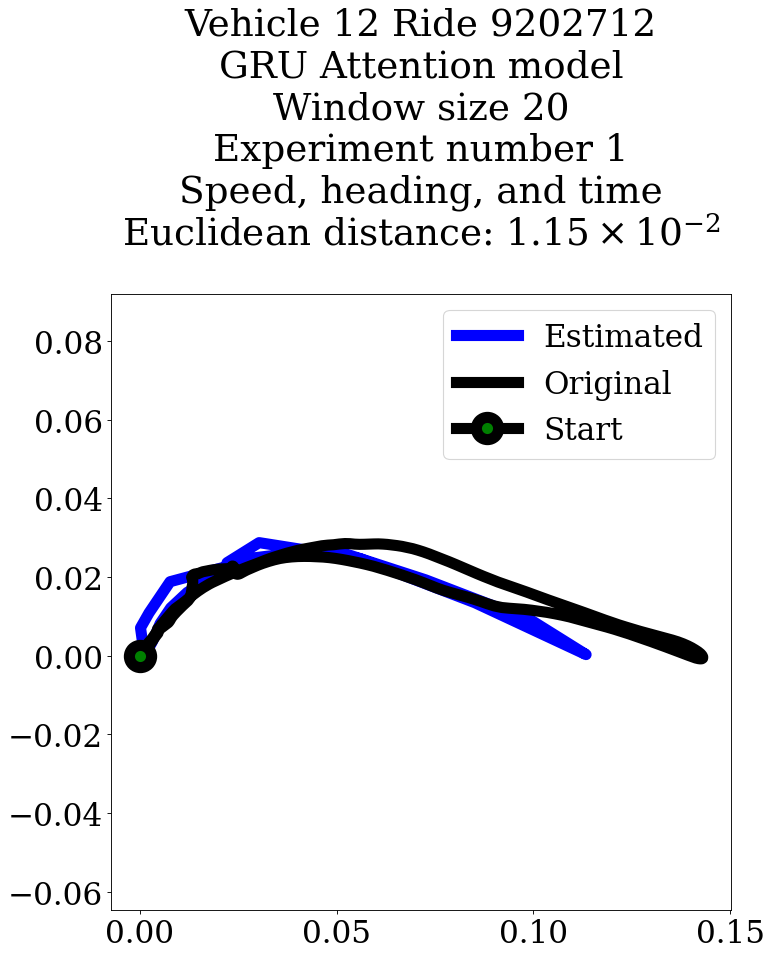 Vehicle 12 Ride 9202712
GRU Attention model
Window size 20
Experiment number 1
Speed, heading, and time
Euclidean distance: 1.15 × 10⁻²
Estimated
Original
Start
0.08
0.06
0.04
0.02
0.00
−0.02
−0.04
−0.06
0.00 0.05 0.10 0.15